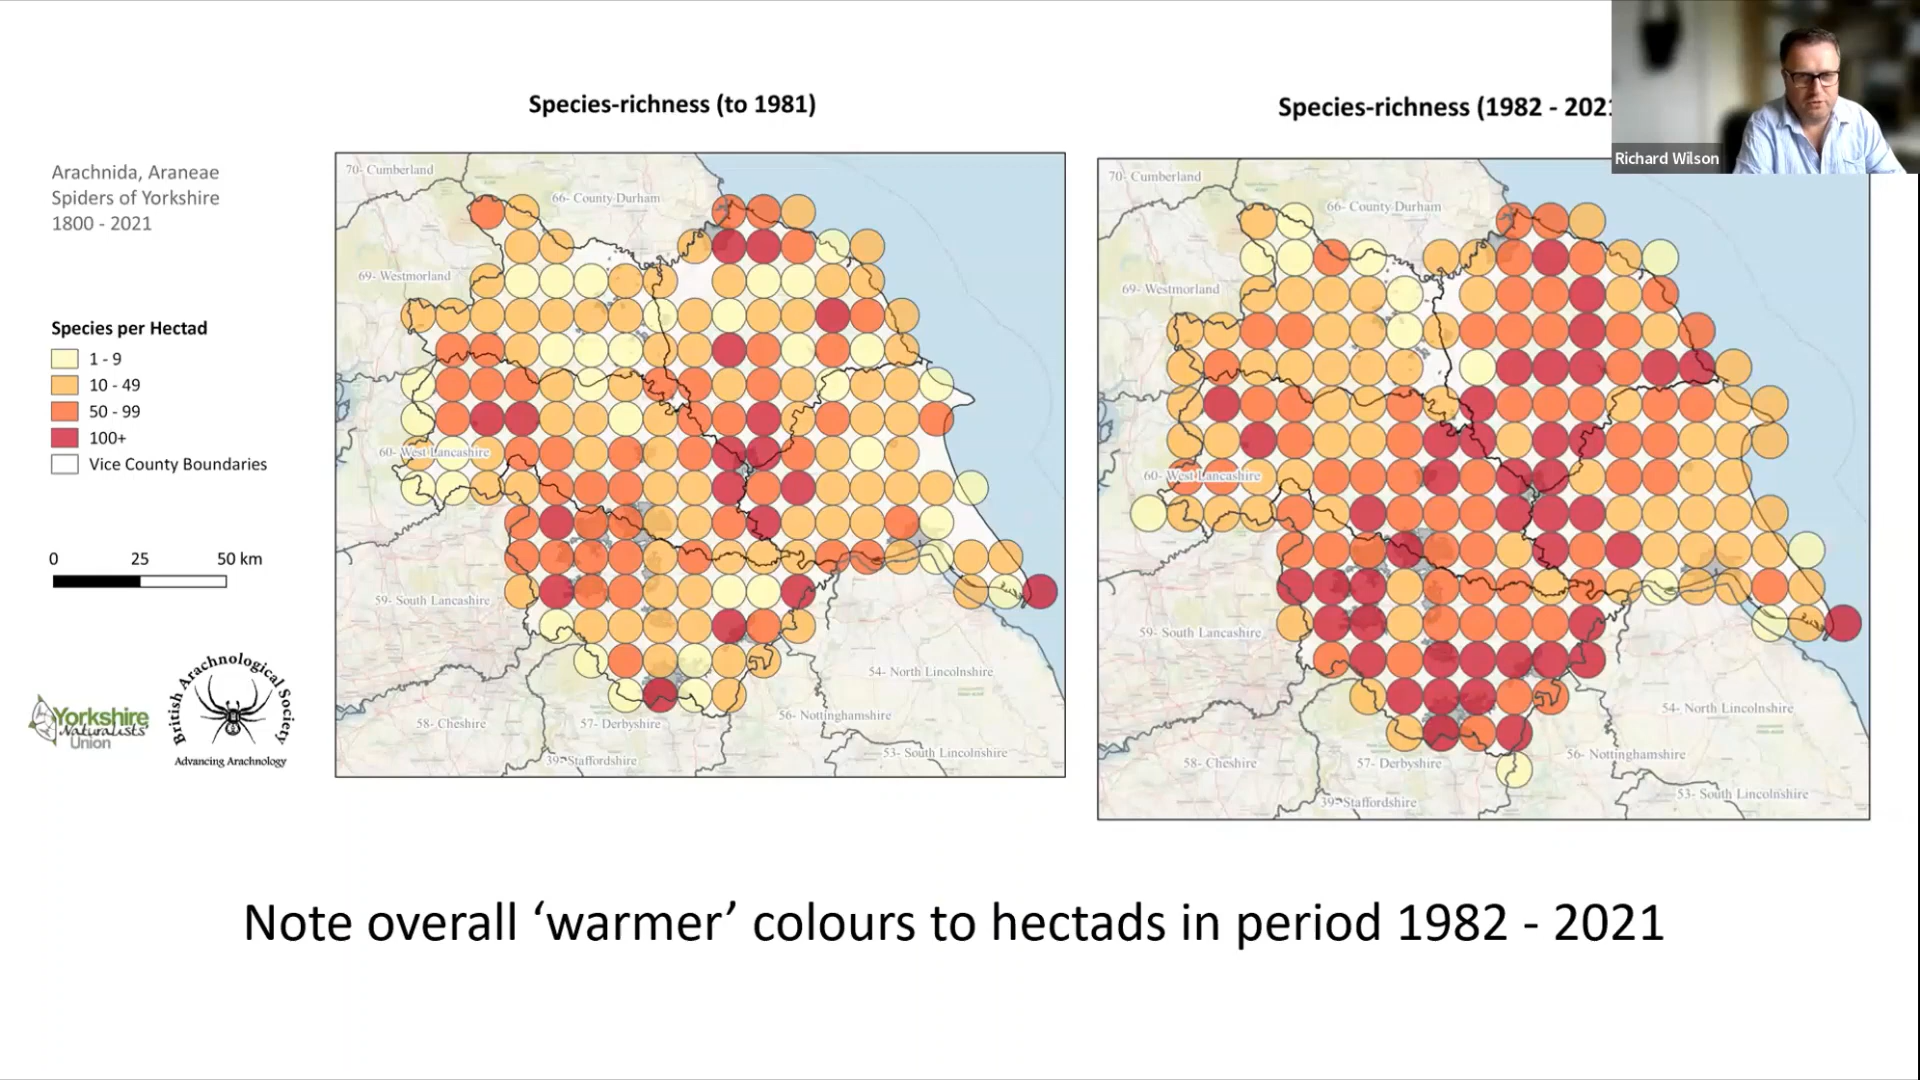 Species-richness (to 1981)
Species-richness (1982 - 202
Richard Wilson
Arachnida, Araneae
Spiders of Yorkshire
1800 - 2021
Species per Hectad
1 - 9
10 - 49
50 - 99
100+
Vice County Boundaries
0 25 50 km
Yorkshire
Naturalists'
Union
British Arachnological Society
Advancing Arachnology
70- Cumberland
66- County Durham
69- Westmorland
60- West Lancashire
59- South Lancashire
54- North Lincolnshire
58- Cheshire
57- Derbyshire
56- Nottinghamshire
39- Staffordshire
53- South Lincolnshire
70- Cumberland
66- County Durham
69- Westmorland
60- West Lancashire
59- South Lancashire
54- North Lincolnshire
58- Cheshire
57- Derbyshire
56- Nottinghamshire
39- Staffordshire
53- South Lincolnshire
Note overall ‘warmer’ colours to hectads in period 1982 - 2021